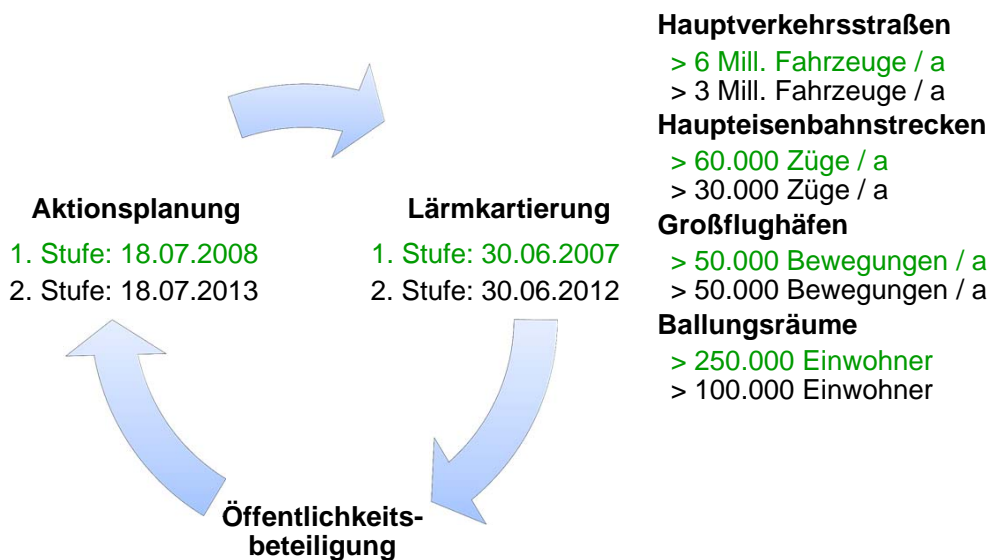 Hauptverkehrsstraßen
> 6 Mill. Fahrzeuge / a
> 3 Mill. Fahrzeuge / a
Haupteisenbahnstrecken
> 60.000 Züge / a
> 30.000 Züge / a
Großflughäfen
> 50.000 Bewegungen / a
> 50.000 Bewegungen / a
Ballungsräume
> 250.000 Einwohner
> 100.000 Einwohner
Aktionsplanung
1. Stufe: 18.07.2008
2. Stufe: 18.07.2013
Lärmkartierung
1. Stufe: 30.06.2007
2. Stufe: 30.06.2012
Öffentlichkeits-
beteiligung